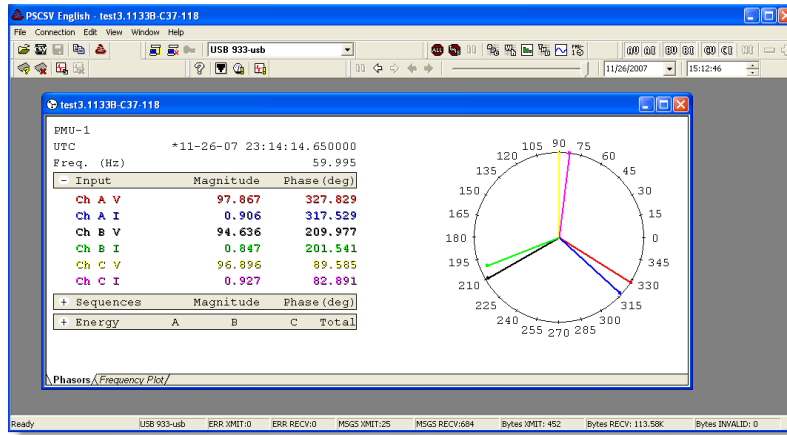 PSCSV English - test3.1133B-C37-118
File Connection Edit View Window Help
USB 933-usb
11/26/2007 15:12:46
test3.1133B-C37-118
PMU-1
UTC *11-26-07 23:14:14.650000
Freq. (Hz) 59.995
- Input Magnitude Phase(deg)
Ch A V 97.867 327.829
Ch A I 0.906 317.529
Ch B V 94.636 209.977
Ch B I 0.847 201.541
Ch C V 96.896 89.585
Ch C I 0.927 82.891
+ Sequences Magnitude Phase(deg)
+ Energy A B C Total
90
105 75
120 60
135 45
150 30
165 15
180 0
195 345
210 330
225 315
240 300
255 270 285
Phasors Frequency Plot
Ready USB 933-usb ERR XMIT:0 ERR RECV:0 MSGS XMIT:25 MSGS RECV:684 Bytes XMIT: 452 Bytes RECV: 113.58K Bytes INVALID: 0